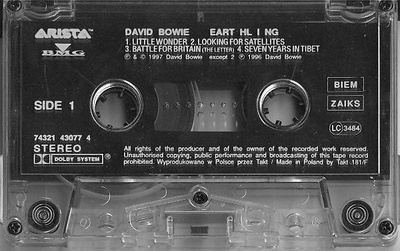 ARISTA
BMG
DAVID BOWIE EART HL I NG
1. LITTLE WONDER 2. LOOKING FOR SATELLITES
3. BATTLE FOR BRITAIN (THE LETTER) 4. SEVEN YEARS IN TIBET
℗ & © 1997 David Bowie except 2 ℗ 1996 David Bowie
SIDE 1
BIEM
ZAIKS
74321 43077 4
STEREO
DOLBY SYSTEM
LC 3484
All rights of the producer and of the owner of the recorded work reserved.
Unauthorised copying, public performance and broadcasting of this tape record
prohibited. Wyprodukowano w Polsce przez Takt / Made in Poland by Takt -181/F